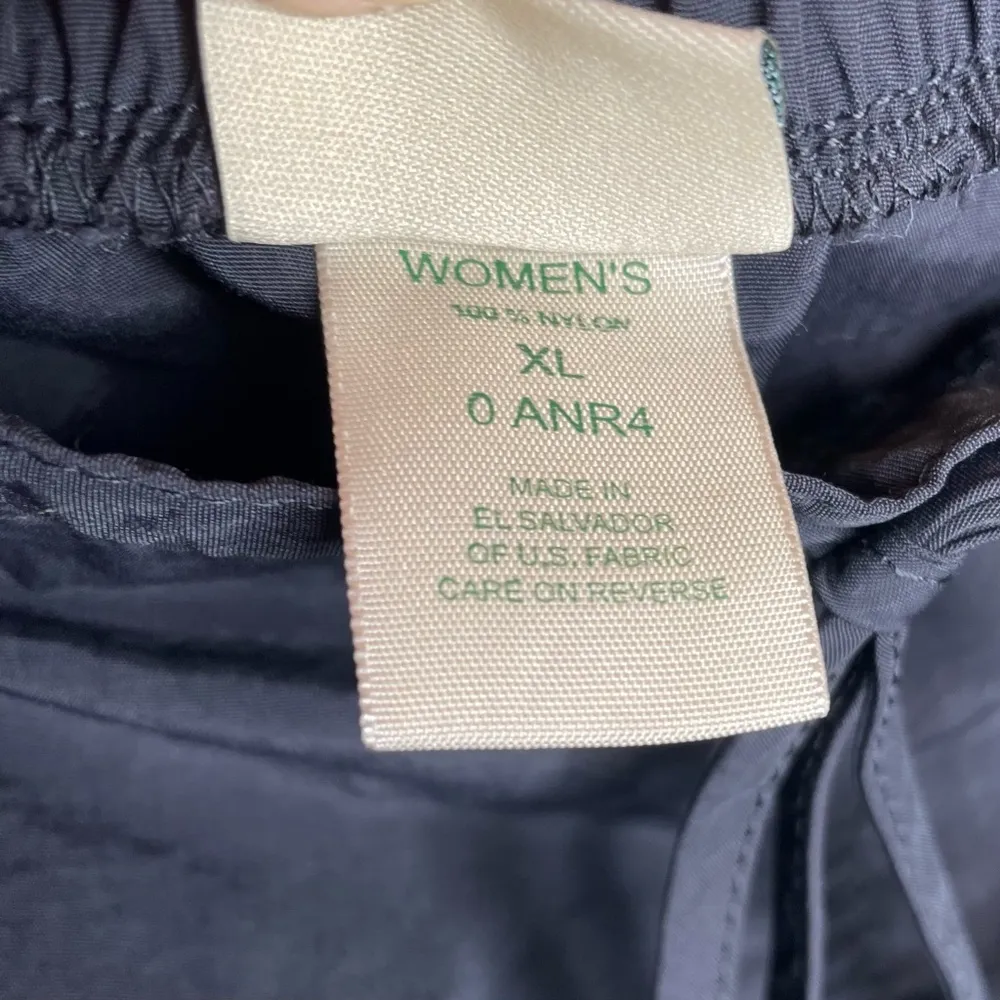 WOMEN'S
100 % NYLON
XL
0 ANR4
MADE IN
EL SALVADOR
OF U.S. FABRIC
CARE ON REVERSE